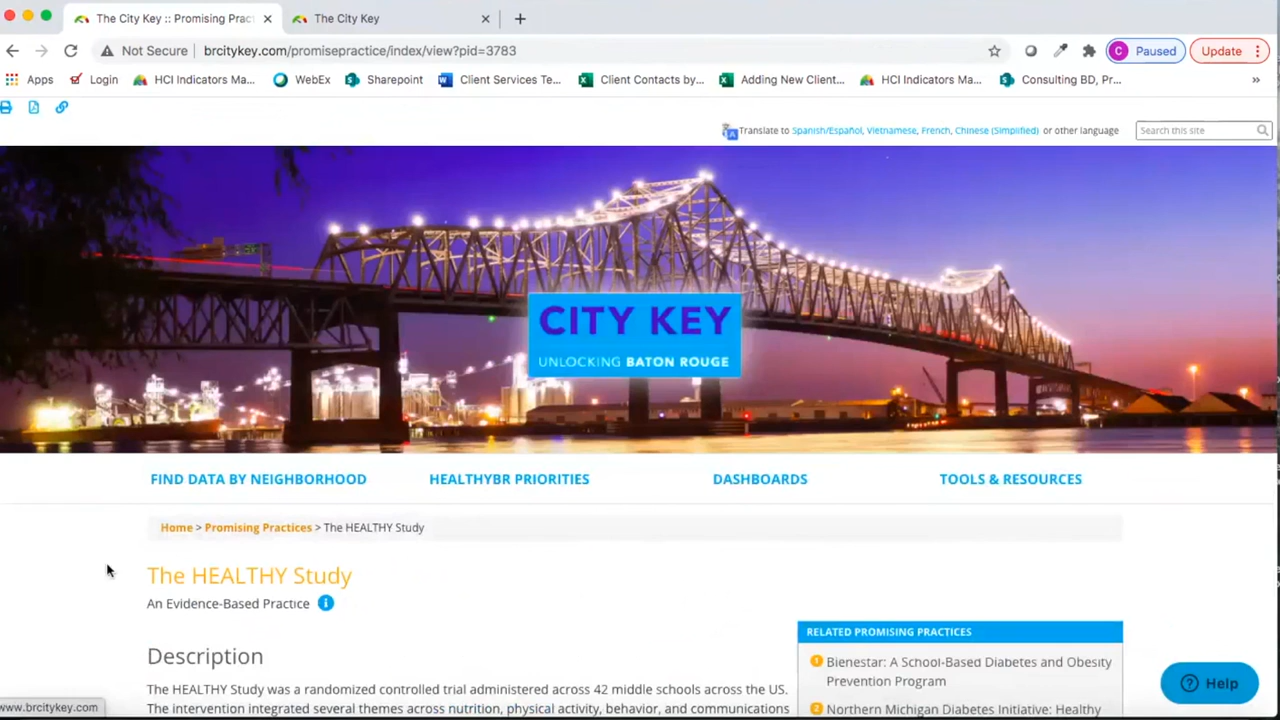 The City Key :: Promising Pract
The City Key
Not Secure
brcitykey.com/promisepractice/index/view?pid=3783
C Paused
Update
Apps
Login
HCI Indicators Ma...
WebEx
Sharepoint
Client Services Te...
Client Contacts by...
Adding New Client...
HCI Indicators Ma...
Consulting BD, Pr...
»
Translate to Spanish/Español, Vietnamese, French, Chinese (Simplified) or other language
Search this site
CITY KEY
UNLOCKING BATON ROUGE
FIND DATA BY NEIGHBORHOOD
HEALTHYBR PRIORITIES
DASHBOARDS
TOOLS & RESOURCES
Home > Promising Practices > The HEALTHY Study
The HEALTHY Study
An Evidence-Based Practice
Description
The HEALTHY Study was a randomized controlled trial administered across 42 middle schools across the US.
The intervention integrated several themes across nutrition, physical activity, behavior, and communications
RELATED PROMISING PRACTICES
1 Bienestar: A School-Based Diabetes and Obesity
Prevention Program
2 Northern Michigan Diabetes Initiative: Healthy
Help
www.brcitykey.com